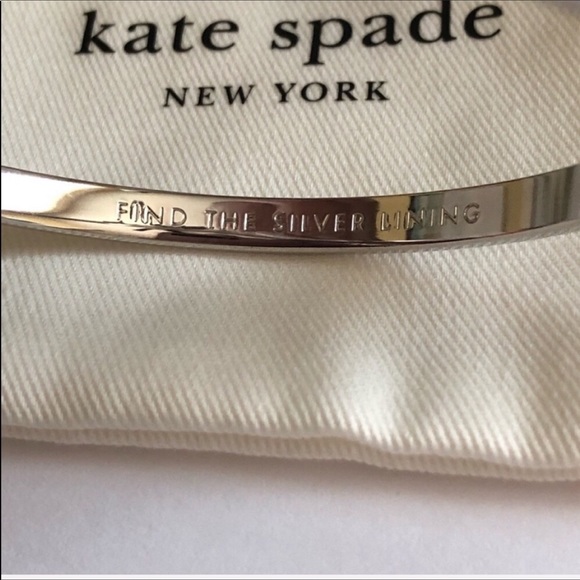 kate spade
NEW YORK
FIND THE SILVER LINING